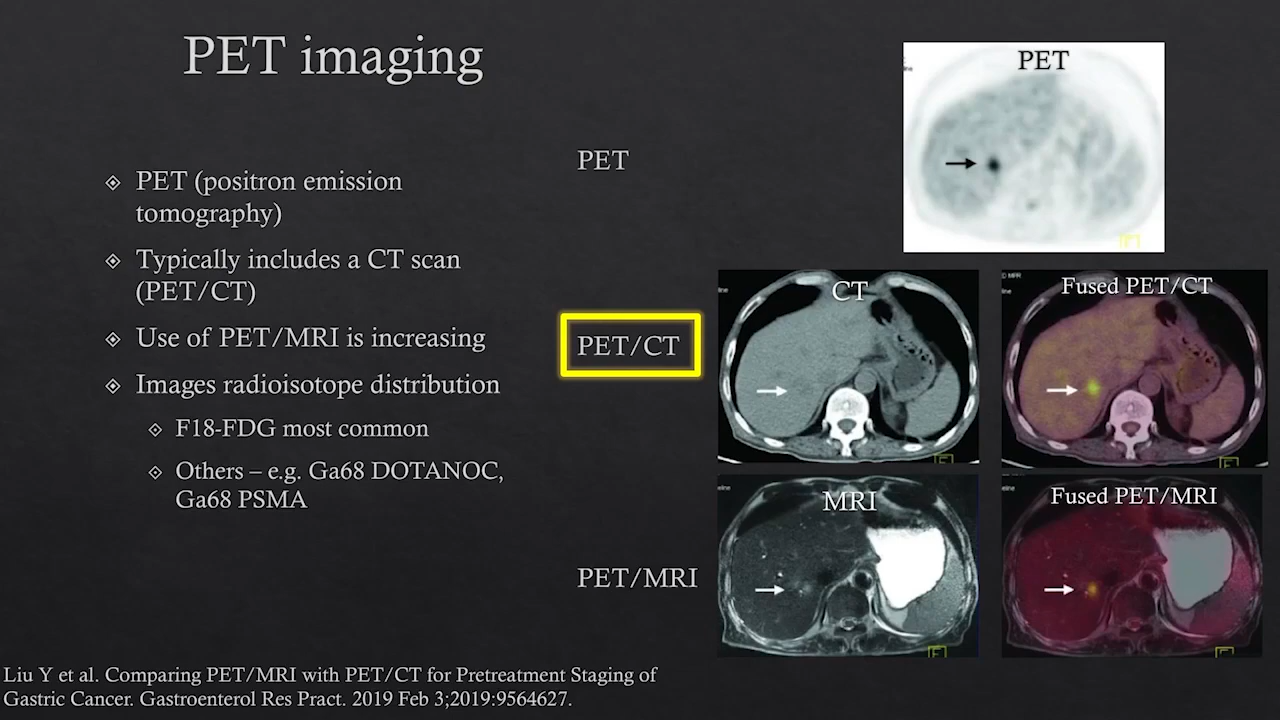 PET imaging
PET (positron emission
tomography)
Typically includes a CT scan
(PET/CT)
Use of PET/MRI is increasing
Images radioisotope distribution
F18-FDG most common
Others – e.g. Ga68 DOTANOC,
Ga68 PSMA
PET
PET/CT
PET/MRI
PET
CT
Fused PET/CT
MRI
Fused PET/MRI
Liu Y et al. Comparing PET/MRI with PET/CT for Pretreatment Staging of
Gastric Cancer. Gastroenterol Res Pract. 2019 Feb 3;2019:9564627.